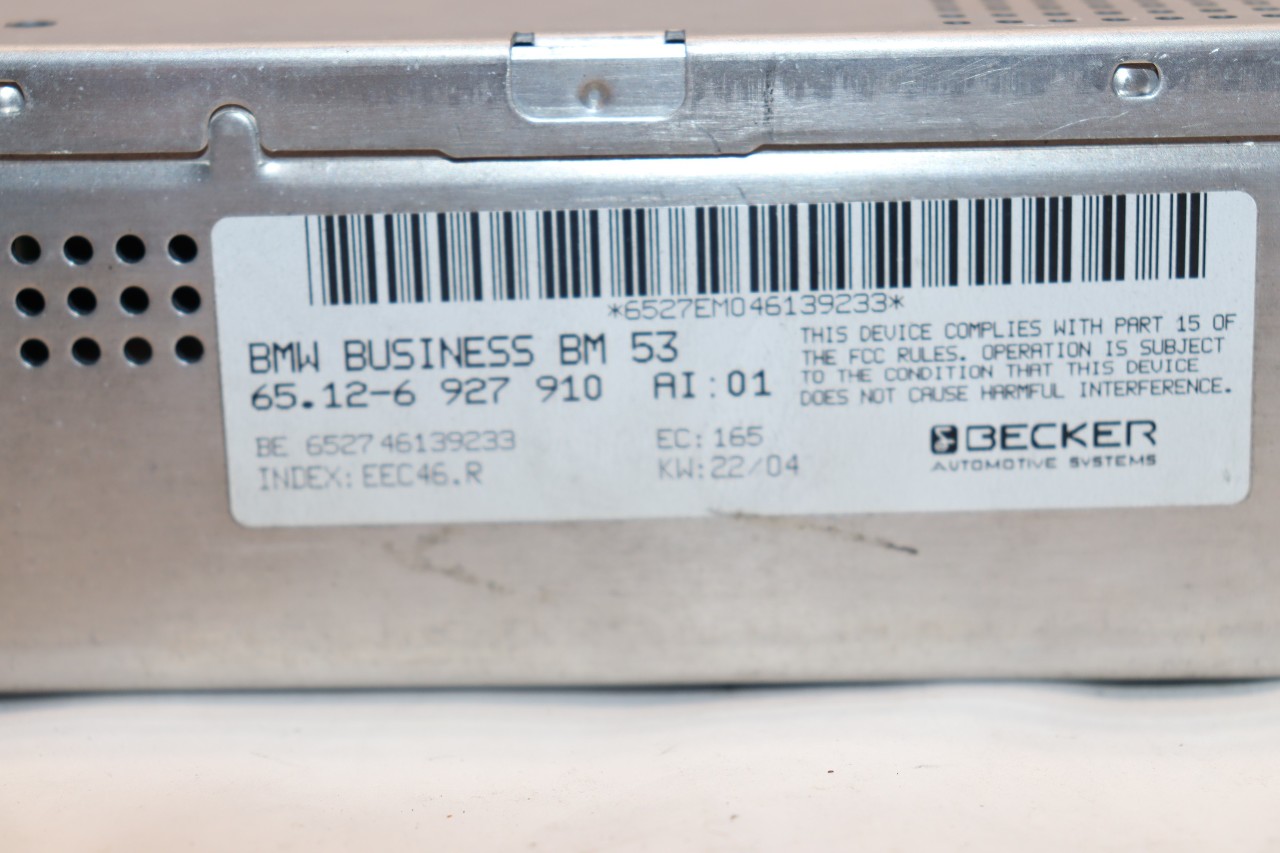 *6527EM046139233*
BMW BUSINESS BM 53
65.12-6 927 910 AI:01
BE 6527 46139233 EC: 165
INDEX: EEC46.R KW: 22/04
THIS DEVICE COMPLIES WITH PART 15 OF
THE FCC RULES. OPERATION IS SUBJECT
TO THE CONDITION THAT THIS DEVICE
DOES NOT CAUSE HARMFUL INTERFERENCE.
BECKER
AUTOMOTIVE SYSTEMS